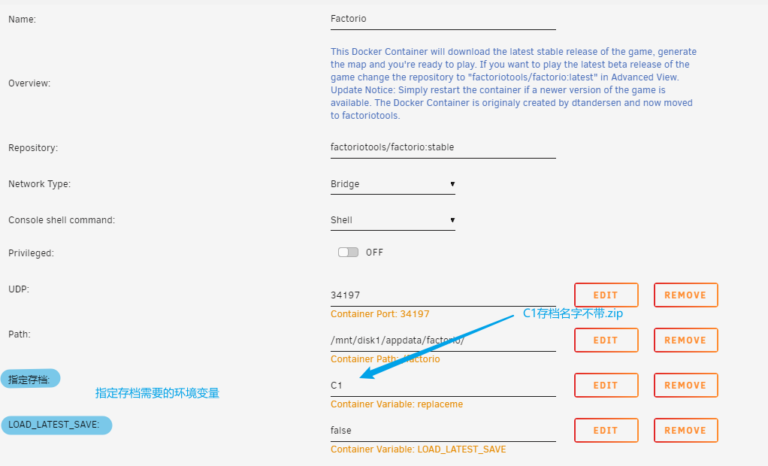 Name:
Factorio
Overview:
This Docker Container will download the latest stable release of the game, generate
the map and you're ready to play. If you want to play the latest beta release of the
game change the repository to "factoriotools/factorio:latest" in Advanced View.
Update Notice: Simply restart the container if a newer version of the game is
available. The Docker Container is originaly created by dtandersen and now moved
to factoriotools.
Repository:
factoriotools/factorio:stable
Network Type:
Bridge
Console shell command:
Shell
Privileged:
OFF
UDP:
34197
EDIT
REMOVE
Container Port: 34197
C1存档名字不带.zip
Path:
/mnt/disk1/appdata/factorio/
EDIT
REMOVE
Container Path: /factorio
指定存档:
指定存档需要的环境变量
C1
EDIT
REMOVE
Container Variable: replaceme
LOAD_LATEST_SAVE:
false
EDIT
REMOVE
Container Variable: LOAD_LATEST_SAVE